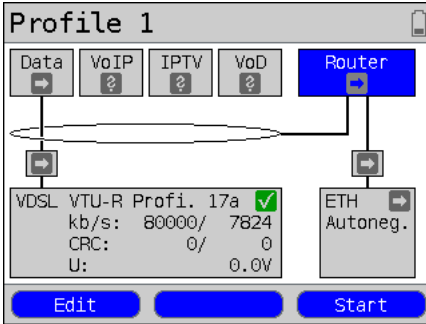 Profile 1
Data VoIP IPTV VoD Router
VDSL VTU-R Profi. 17a
kb/s: 80000/ 7824
CRC: 0/ 0
U: 0.0V
ETH
Autoneg.
Edit Start